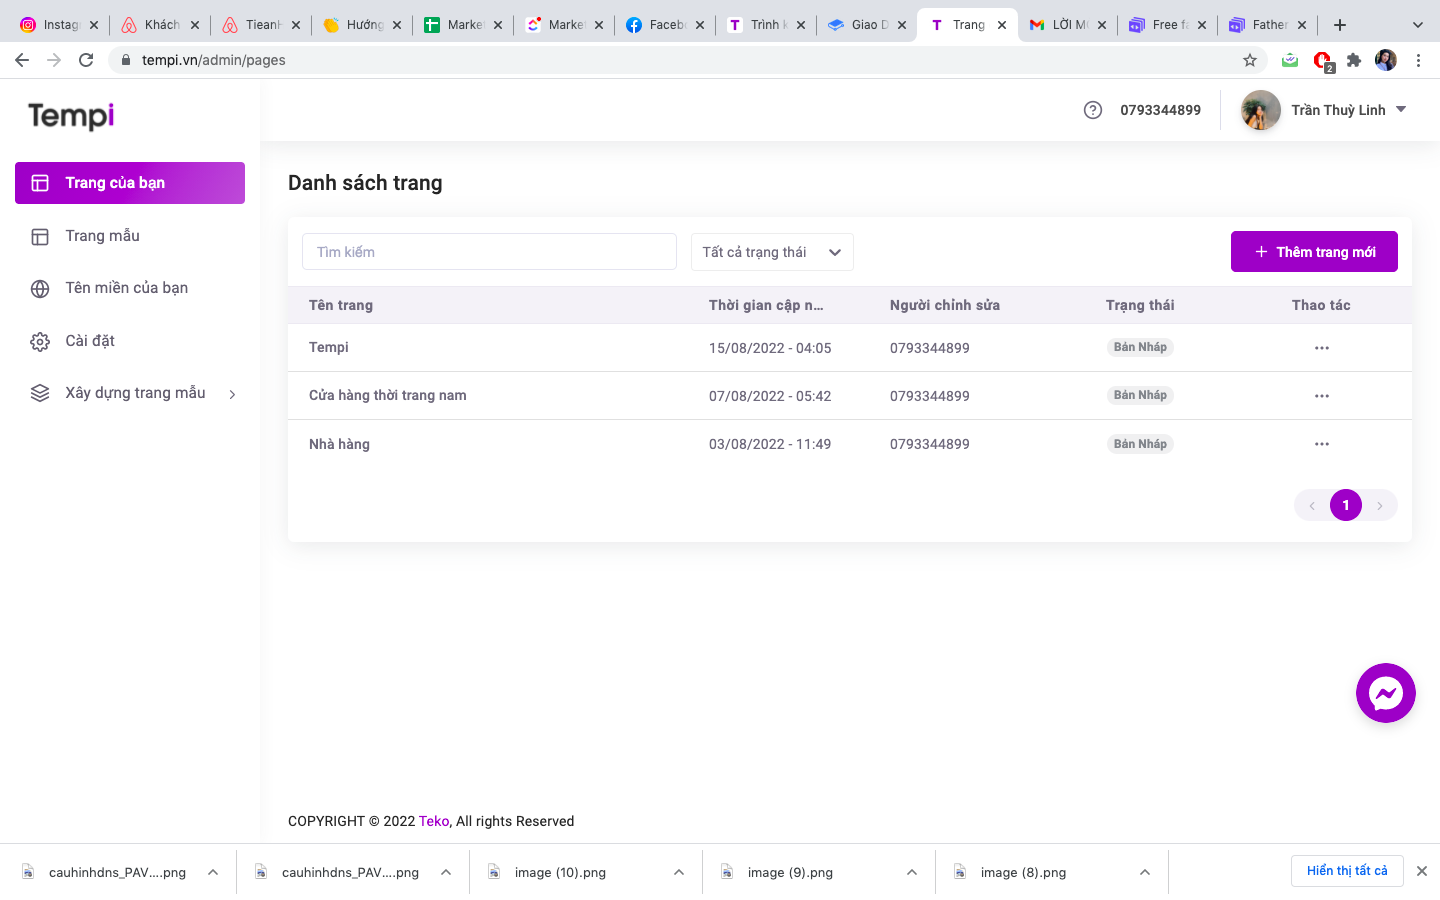 Instag
Khách
TieanH
Hướng
Market
Market
Facebo
Trình k
Giao D
Trang
LỜI MỜ
Free fa
Father
tempi.vn/admin/pages
2
Tempi
0793344899
Trần Thuỳ Linh
Trang của bạn
Trang mẫu
Tên miền của bạn
Cài đặt
Xây dựng trang mẫu
Danh sách trang
Tìm kiếm
Tất cả trạng thái
Thêm trang mới
Tên trang Thời gian cập n... Người chỉnh sửa Trạng thái Thao tác
Tempi 15/08/2022 - 04:05 0793344899 Bản Nháp
Cửa hàng thời trang nam 07/08/2022 - 05:42 0793344899 Bản Nháp
Nhà hàng 03/08/2022 - 11:49 0793344899 Bản Nháp
1
COPYRIGHT © 2022 Teko, All rights Reserved
cauhinhdns_PAV....png
cauhinhdns_PAV....png
image (10).png
image (9).png
image (8).png
Hiển thị tất cả